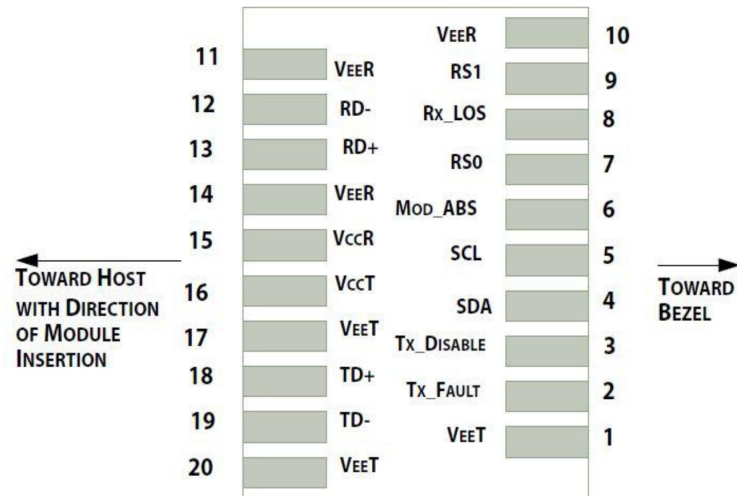 VEER 10
11 VEER
RS1 9
12 RD-
RX_LOS 8
13 RD+
RS0 7
14 VEER
MOD_ABS 6
15 VCCR
SCL 5
TOWARD HOST
WITH DIRECTION
OF MODULE
INSERTION
TOWARD
BEZEL
16 VCCT
SDA 4
17 VEET
TX_DISABLE 3
18 TD+
TX_FAULT 2
19 TD-
VEET 1
20 VEET